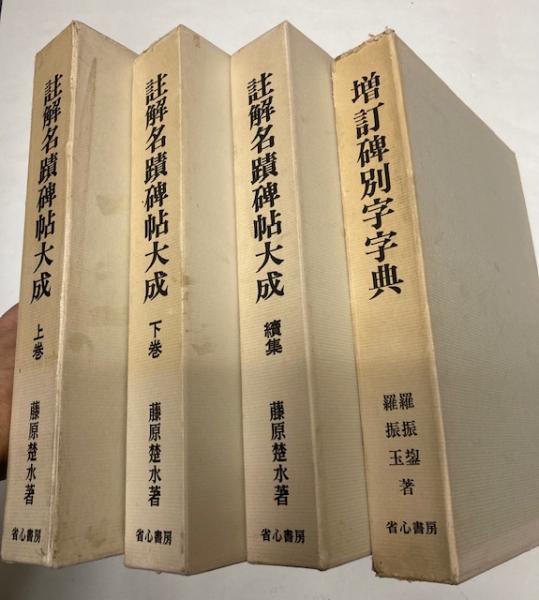 註解名蹟碑帖大成
上巻
藤原楚水著
省心書房
註解名蹟碑帖大成
下巻
藤原楚水著
省心書房
註解名蹟碑帖大成
續集
藤原楚水著
省心書房
増訂碑別字字典
羅振鋆
羅振玉
著
省心書房